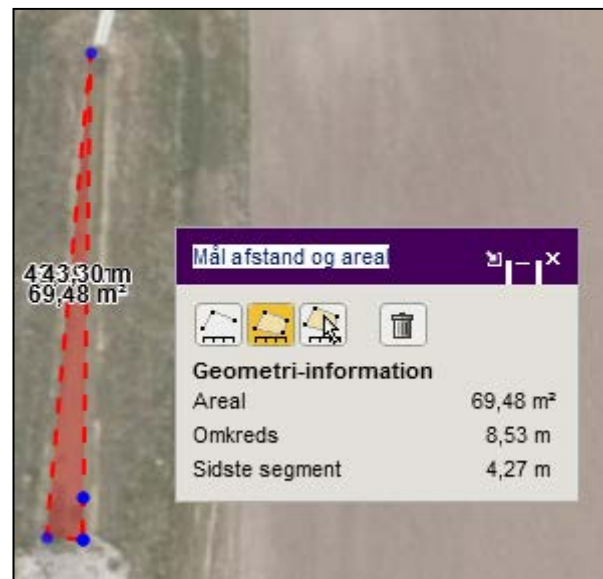 Mål afstand og areal
69,48 m²
Geometri-information
Areal 69,48 m²
Omkreds 8,53 m
Sidste segment 4,27 m